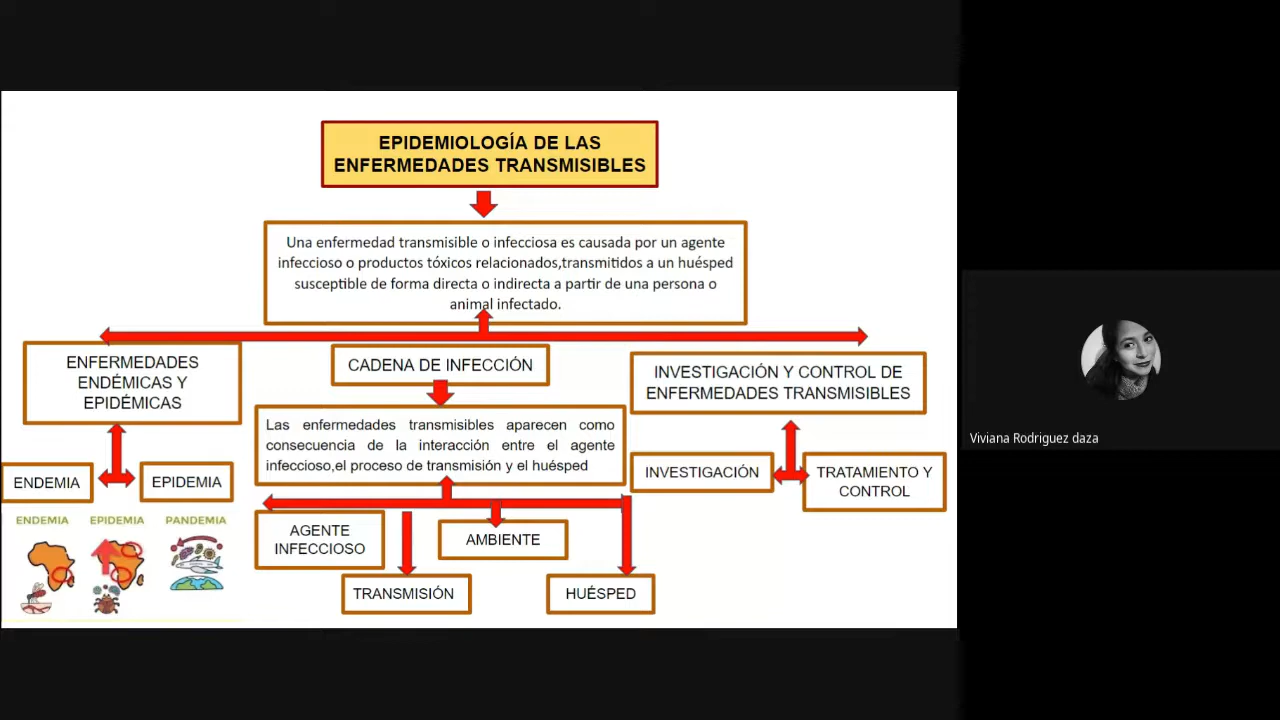 EPIDEMIOLOGÍA DE LAS
ENFERMEDADES TRANSMISIBLES
Una enfermedad transmisible o infecciosa es causada por un agente
infeccioso o productos tóxicos relacionados,transmitidos a un huésped
susceptible de forma directa o indirecta a partir de una persona o
animal infectado.
ENFERMEDADES
ENDÉMICAS Y
EPIDÉMICAS
CADENA DE INFECCIÓN
INVESTIGACIÓN Y CONTROL DE
ENFERMEDADES TRANSMISIBLES
Las enfermedades transmisibles aparecen como
consecuencia de la interacción entre el agente
infeccioso,el proceso de transmisión y el huésped
ENDEMIA
EPIDEMIA
INVESTIGACIÓN
TRATAMIENTO Y
CONTROL
ENDEMIA
EPIDEMIA
PANDEMIA
AGENTE
INFECCIOSO
AMBIENTE
TRANSMISIÓN
HUÉSPED
Viviana Rodriguez daza